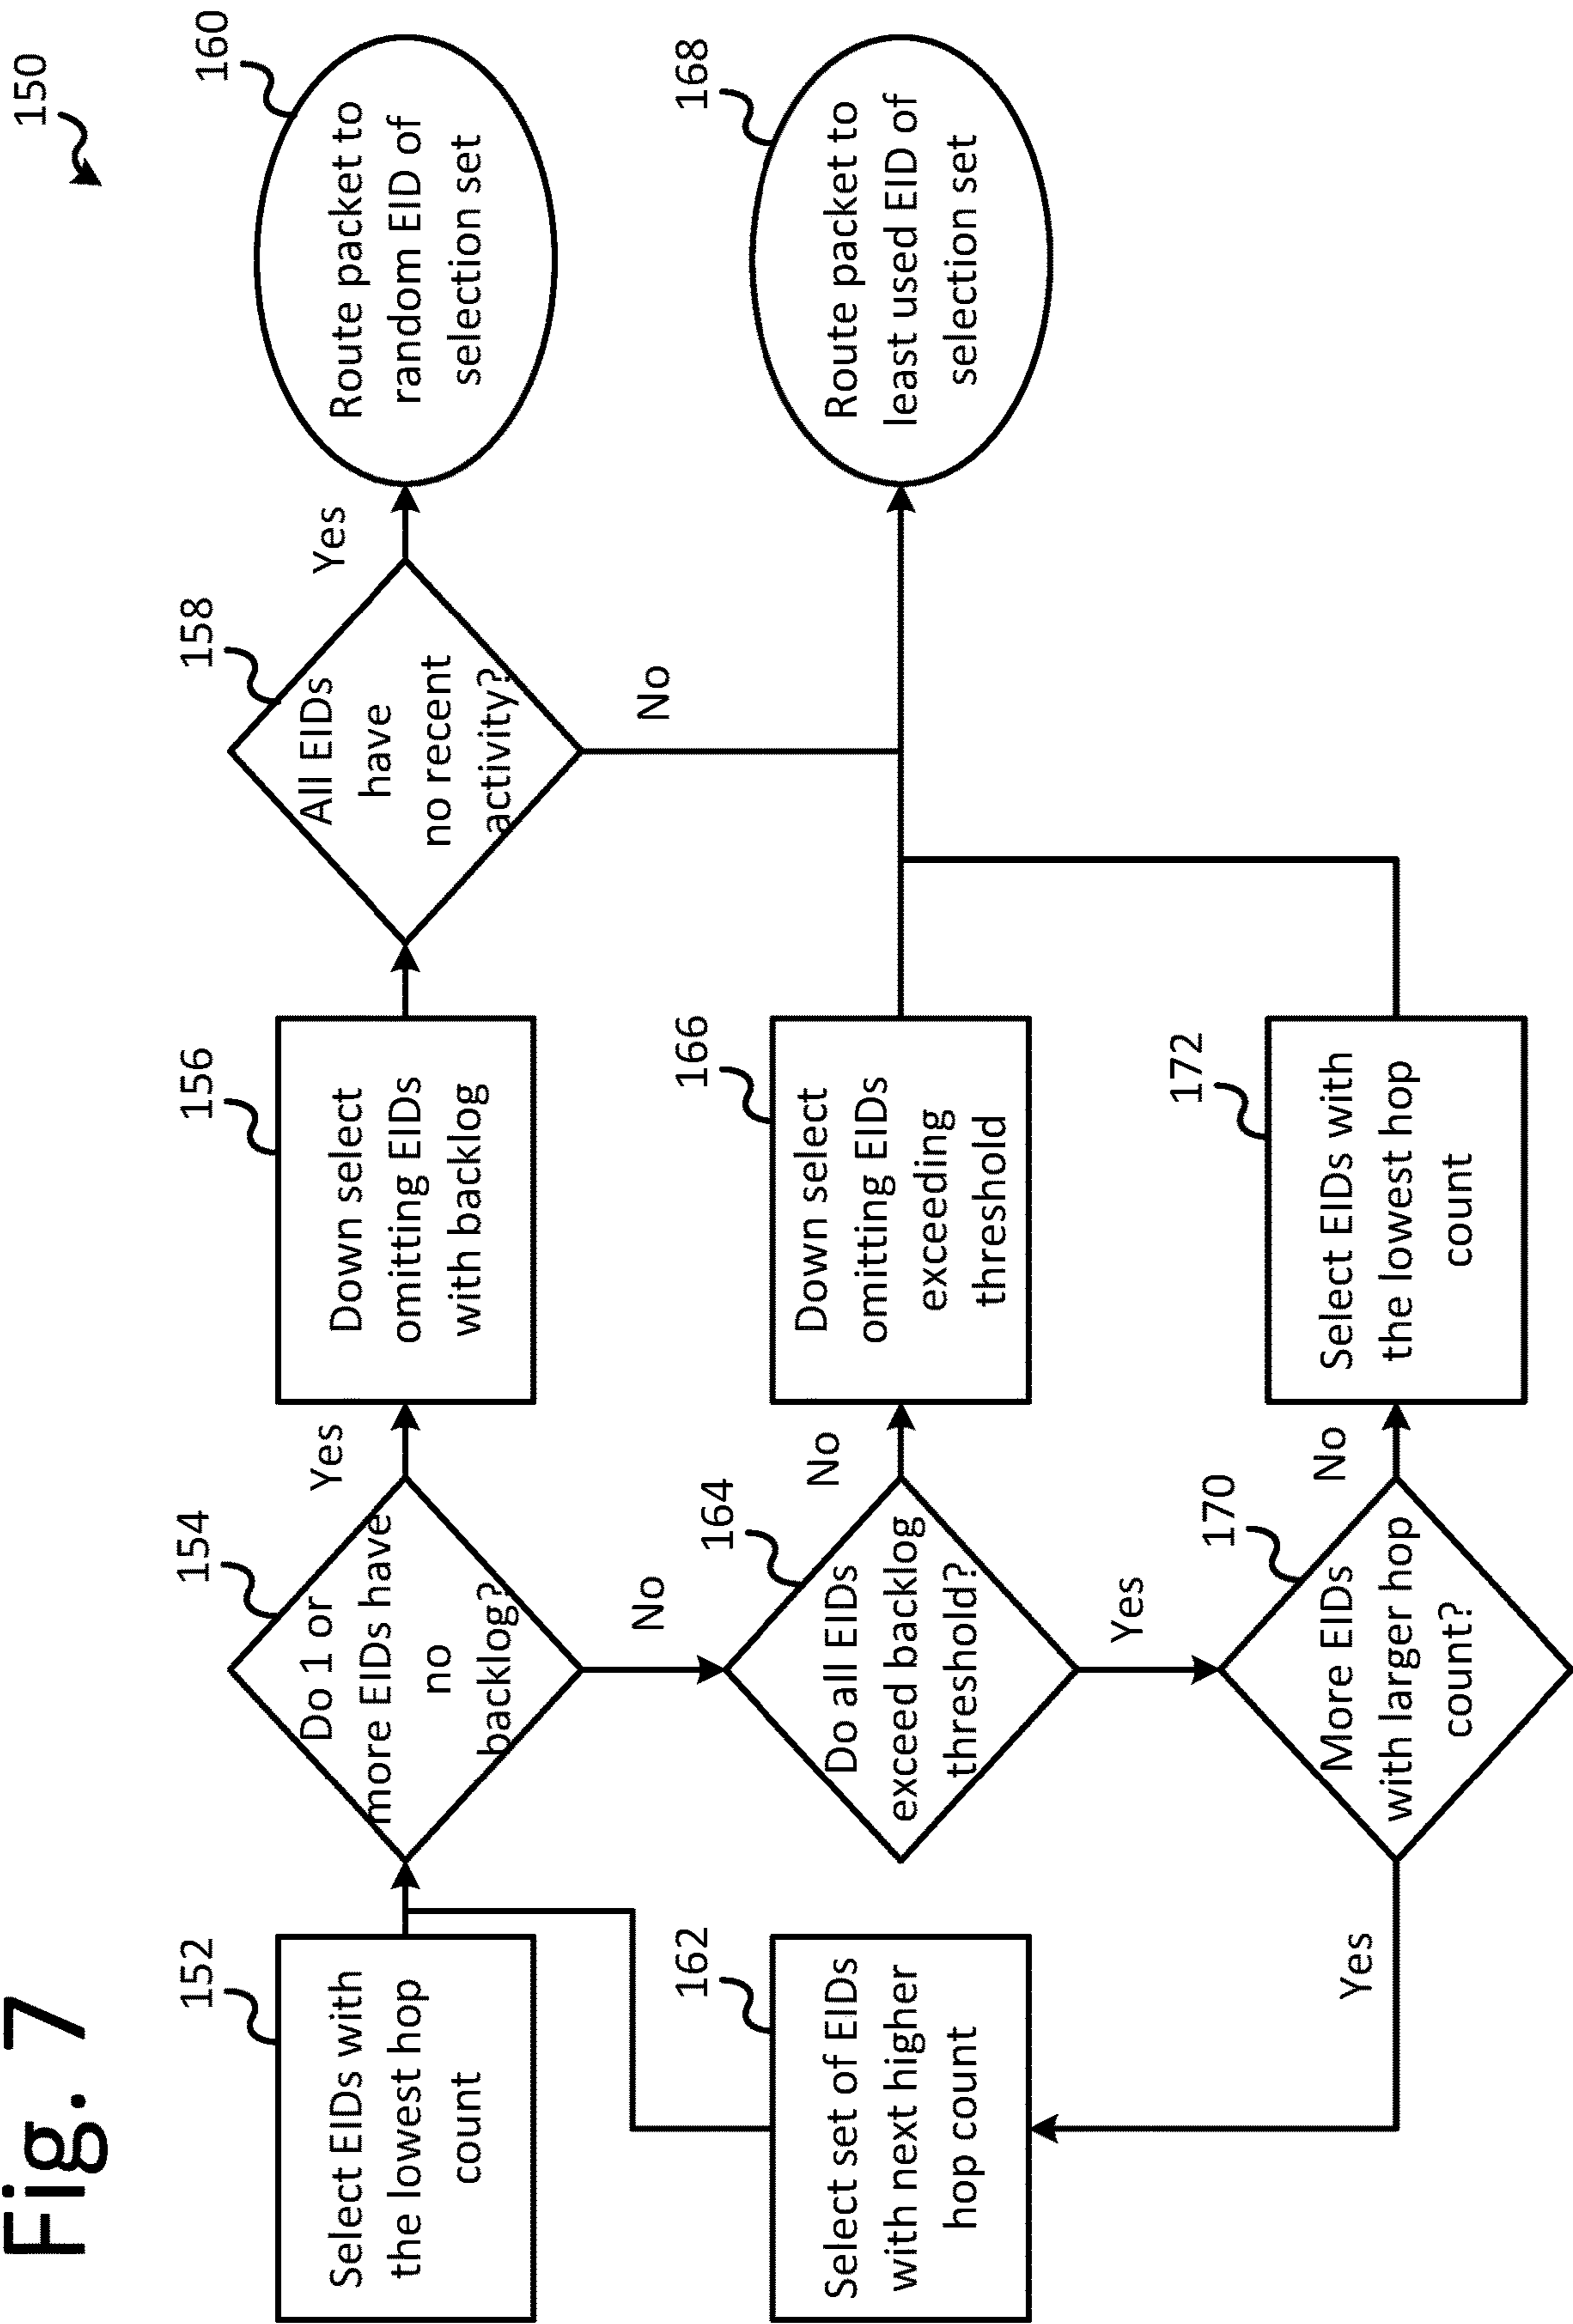 Fig. 7
150
152
Select EIDs with
the lowest hop
count
154
Do 1 or
more EIDs have
no
backlog?
Yes
No
156
Down select
omitting EIDs
with backlog
158
All EIDs
have
no recent
activity?
Yes
No
160
Route packet to
random EID of
selection set
162
Select set of EIDs
with next higher
hop count
164
Do all EIDs
exceed backlog
threshold?
No
Yes
166
Down select
omitting EIDs
exceeding
threshold
168
Route packet to
least used EID of
selection set
170
More EIDs
with larger hop
count?
Yes
No
172
Select EIDs with
the lowest hop
count